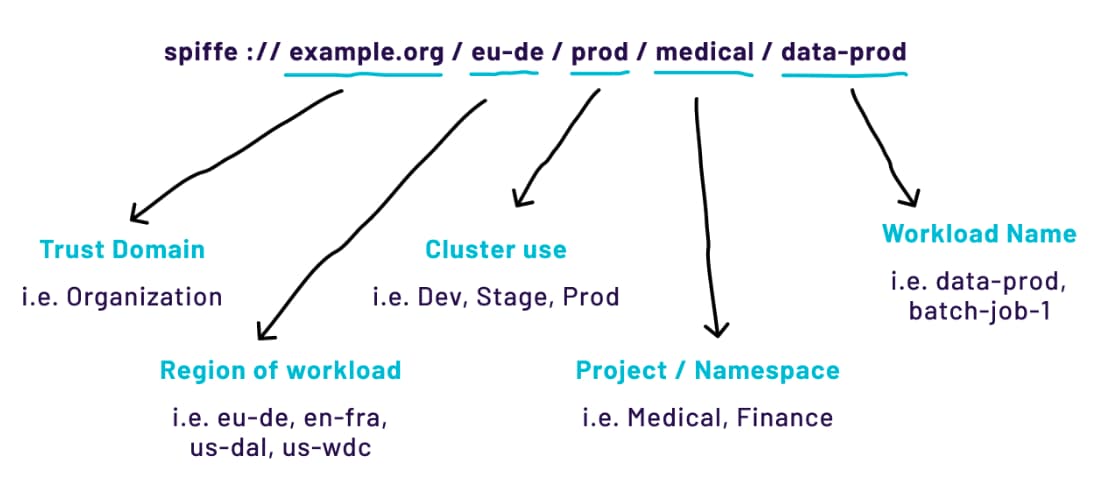 spiffe :// example.org / eu-de / prod / medical / data-prod
Trust Domain
i.e. Organization
Region of workload
i.e. eu-de, en-fra,
us-dal, us-wdc
Cluster use
i.e. Dev, Stage, Prod
Project / Namespace
i.e. Medical, Finance
Workload Name
i.e. data-prod,
batch-job-1